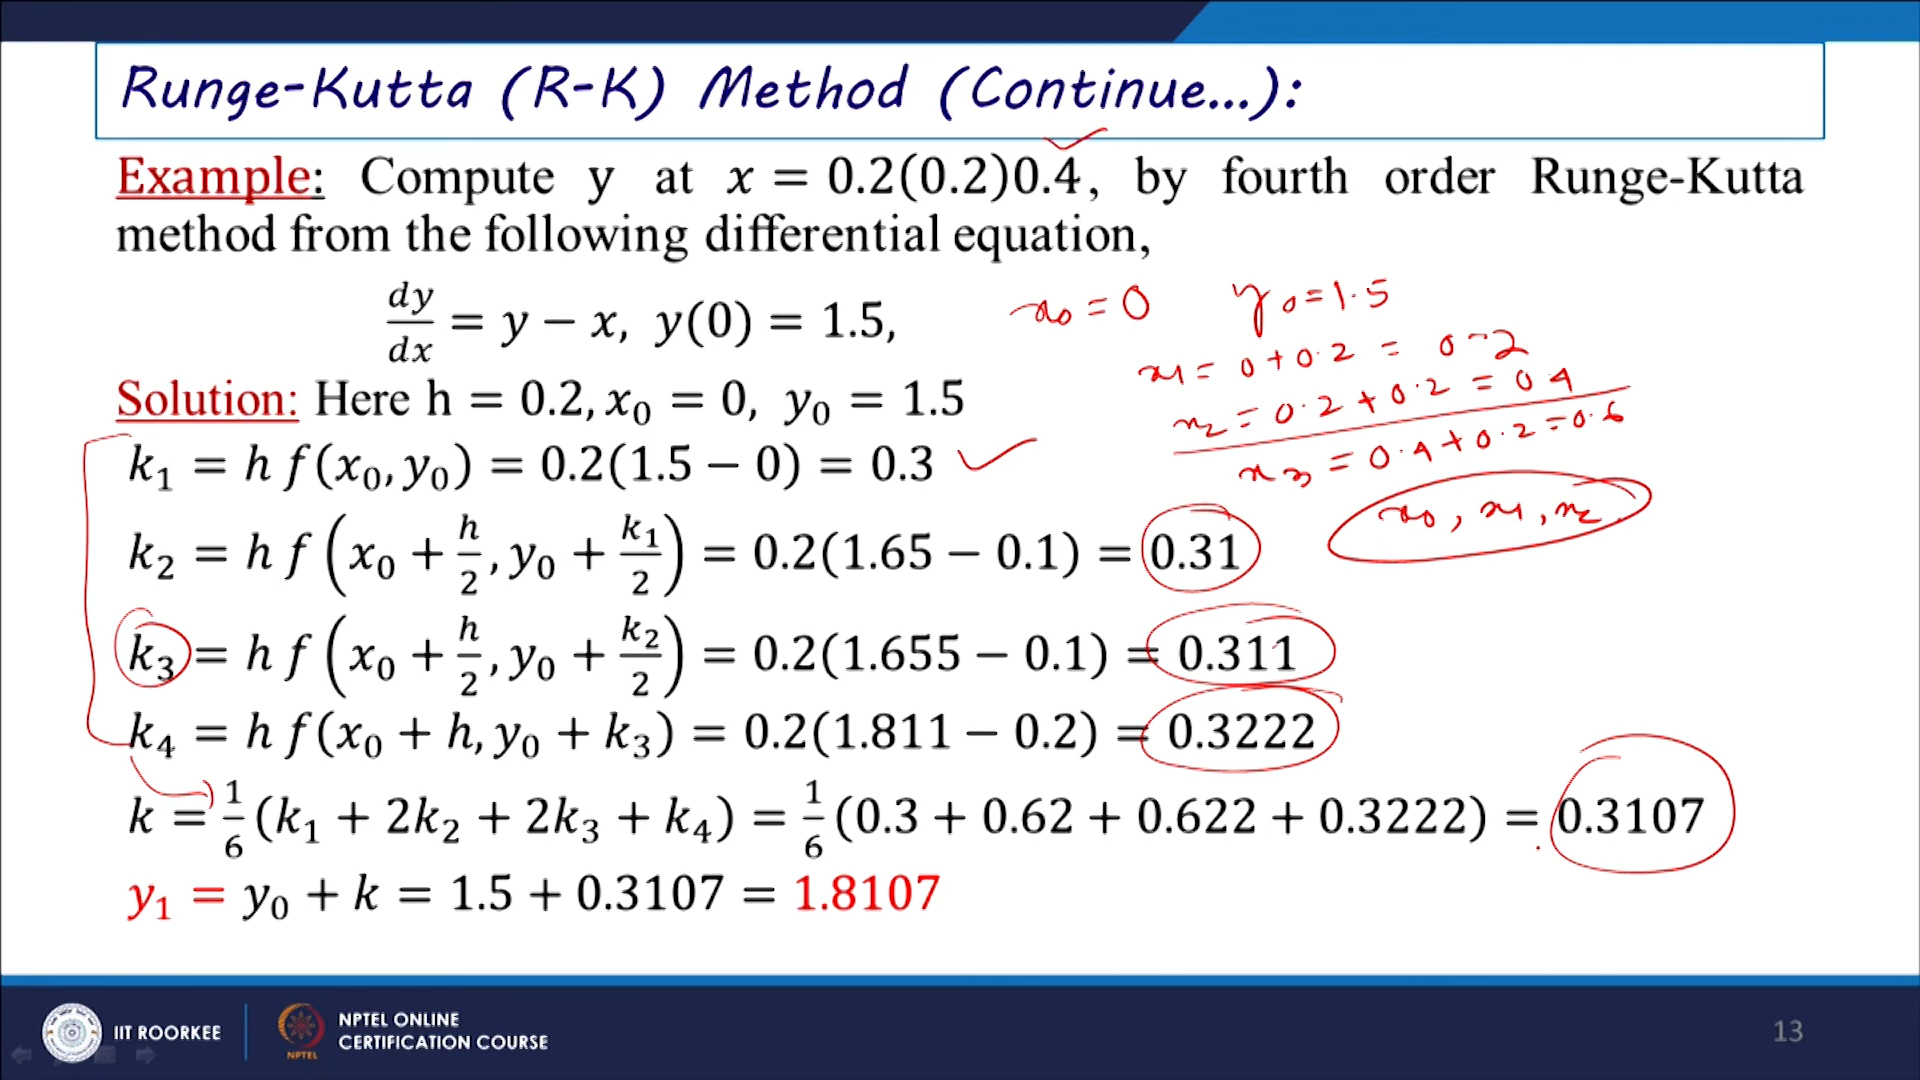 Runge-Kutta (R-K) Method (Continue...):
Example: Compute y at x = 0.2(0.2)0.4, by fourth order Runge-Kutta
method from the following differential equation,
dy/dx = y − x, y(0) = 1.5,
x₀ = 0 y₀ = 1.5
x₁ = 0 + 0.2 = 0.2
x₂ = 0.2 + 0.2 = 0.4
x₃ = 0.4 + 0.2 = 0.6
x₀, x₁, x₂
Solution: Here h = 0.2, x₀ = 0, y₀ = 1.5
k₁ = h f(x₀, y₀) = 0.2(1.5 − 0) = 0.3
k₂ = h f(x₀ + h/2, y₀ + k₁/2) = 0.2(1.65 − 0.1) = 0.31
k₃ = h f(x₀ + h/2, y₀ + k₂/2) = 0.2(1.655 − 0.1) = 0.311
k₄ = h f(x₀ + h, y₀ + k₃) = 0.2(1.811 − 0.2) = 0.3222
k = 1/6 (k₁ + 2k₂ + 2k₃ + k₄) = 1/6 (0.3 + 0.62 + 0.622 + 0.3222) = 0.3107
y₁ = y₀ + k = 1.5 + 0.3107 = 1.8107
IIT ROORKEE
NPTEL
NPTEL ONLINE
CERTIFICATION COURSE
13